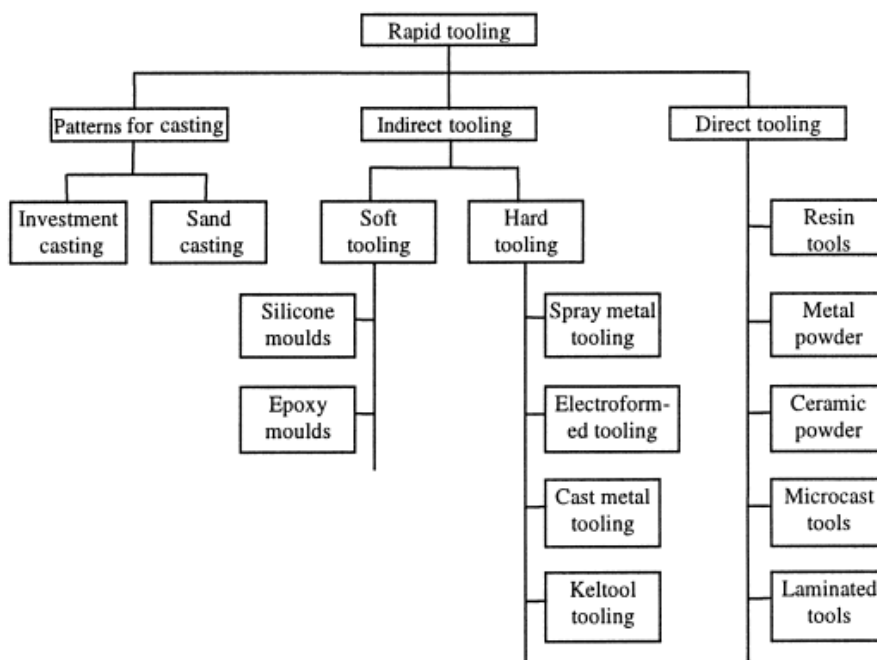 Rapid tooling
Patterns for casting
Indirect tooling
Direct tooling
Investment
casting
Sand
casting
Soft
tooling
Hard
tooling
Resin
tools
Silicone
moulds
Spray metal
tooling
Metal
powder
Epoxy
moulds
Electroform-
ed tooling
Ceramic
powder
Cast metal
tooling
Microcast
tools
Keltool
tooling
Laminated
tools